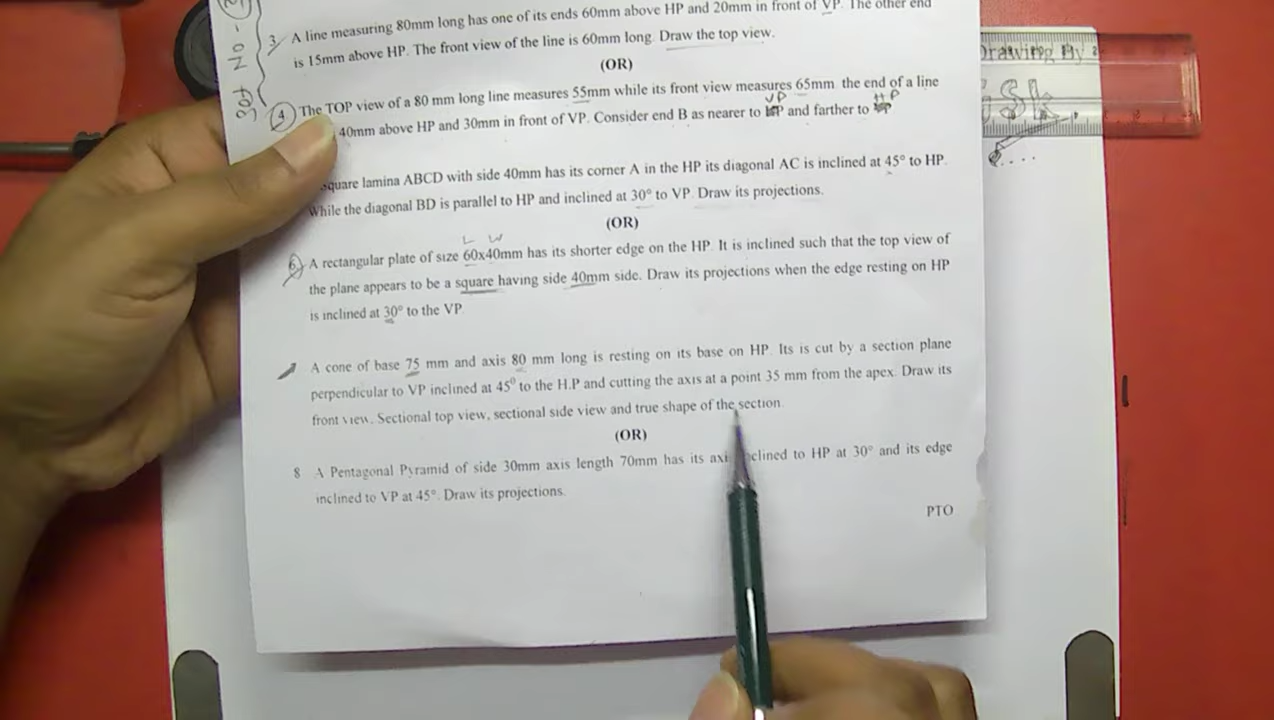 3 A line measuring 80mm long has one of its ends 60mm above HP and 20mm in front of VP. The other end
is 15mm above HP. The front view of the line is 60mm long. Draw the top view.
(OR)
4 The TOP view of a 80 mm long line measures 55mm while its front view measures 65mm. the end of a line
VP HP
40mm above HP and 30mm in front of VP. Consider end B as nearer to and farther to
quare lamina ABCD with side 40mm has its corner A in the HP its diagonal AC is inclined at 45° to HP.
While the diagonal BD is parallel to HP and inclined at 30° to VP. Draw its projections.
(OR)
L W
6 A rectangular plate of size 60x40mm has its shorter edge on the HP. It is inclined such that the top view of
the plane appears to be a square having side 40mm side. Draw its projections when the edge resting on HP
is inclined at 30° to the VP.
A cone of base 75 mm and axis 80 mm long is resting on its base on HP. Its is cut by a section plane
perpendicular to VP inclined at 45⁰ to the H.P and cutting the axis at a point 35 mm from the apex. Draw its
front view. Sectional top view, sectional side view and true shape of the section.
(OR)
8 A Pentagonal Pyramid of side 30mm axis length 70mm has its axi clined to HP at 30° and its edge
inclined to VP at 45°. Draw its projections.
PTO
Drawing By